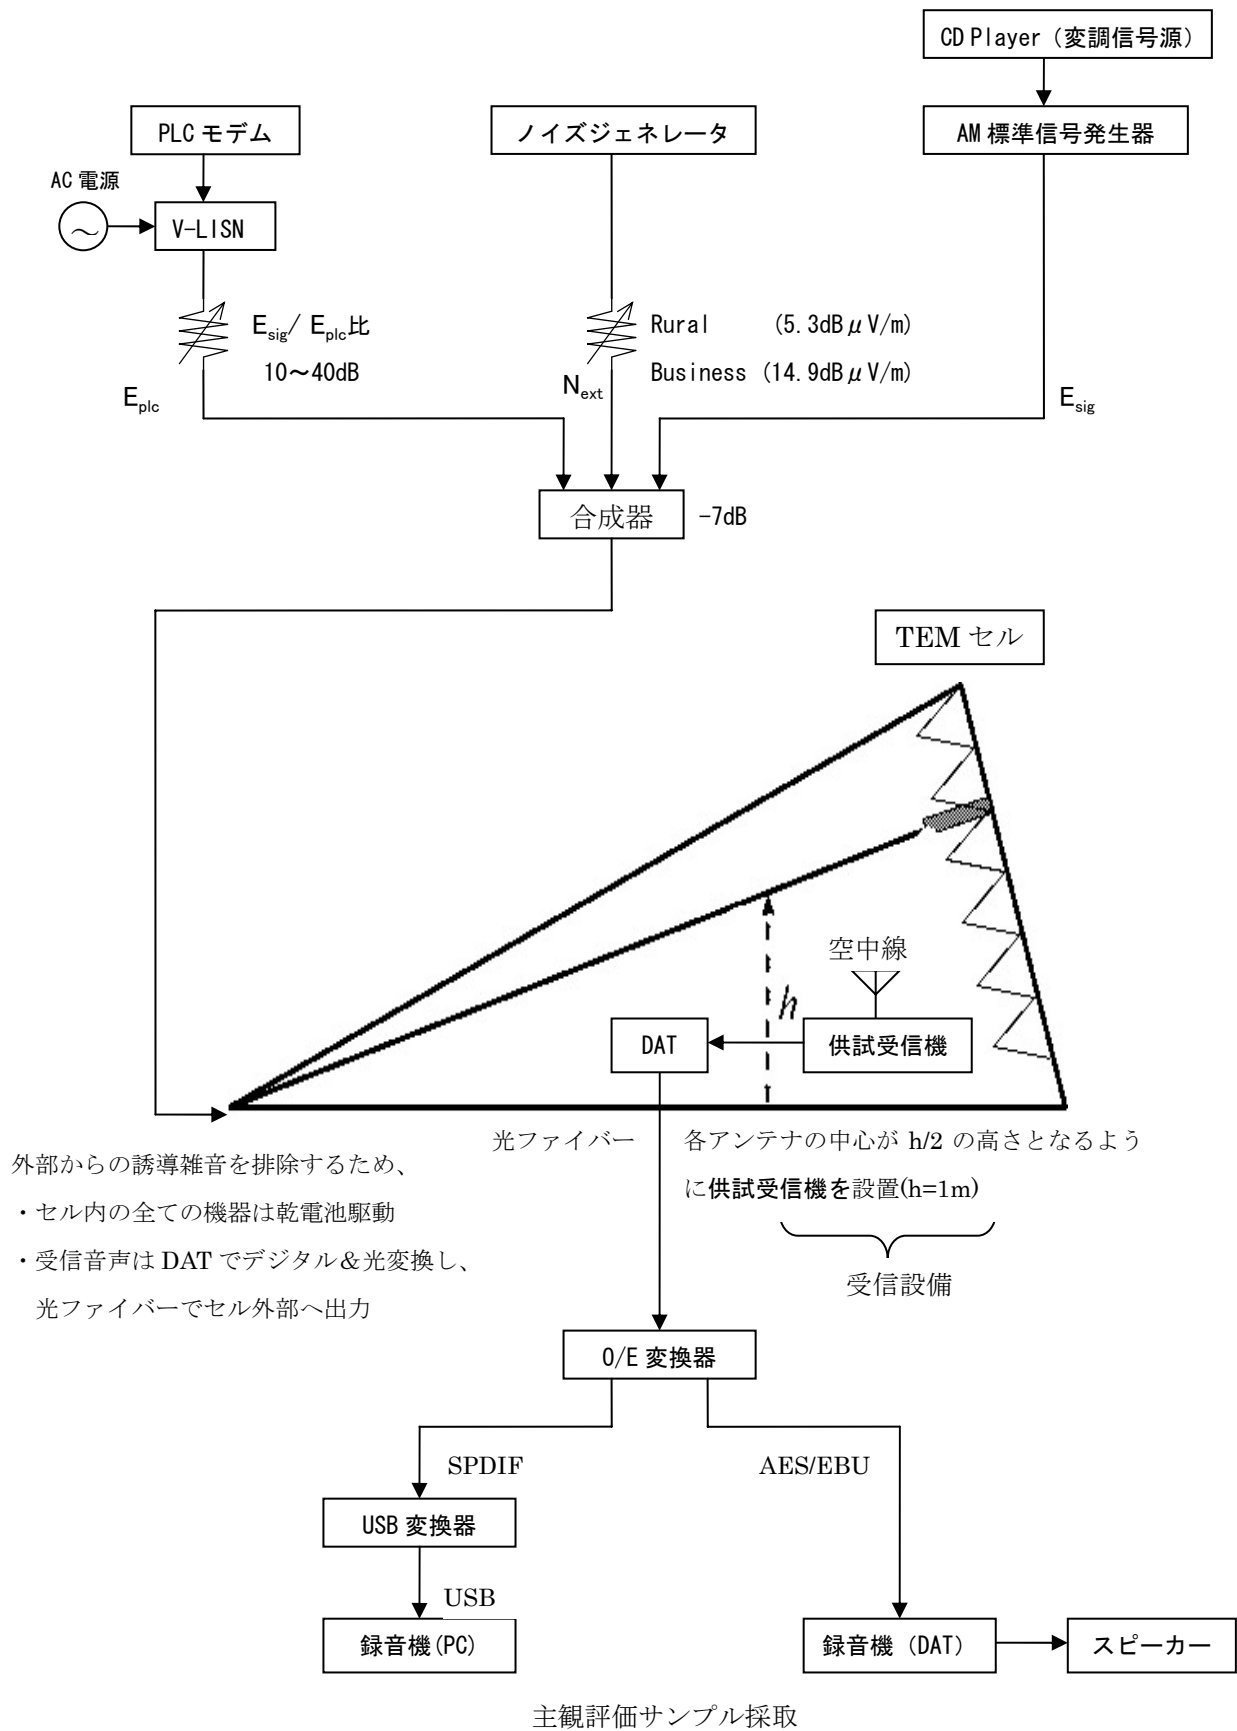 CD Player（変調信号源）
PLC モデム
ノイズジェネレータ
AM 標準信号発生器
AC 電源
～
V-LISN
Esig/ Eplc比
10～40dB
Rural (5.3dBμV/m)
Business (14.9dBμV/m)
Eplc
Next
Esig
合成器
-7dB
TEM セル
空中線
h
DAT
供試受信機
光ファイバー
各アンテナの中心が h/2 の高さとなるよう
に供試受信機を設置(h=1m)
外部からの誘導雑音を排除するため、
・セル内の全ての機器は乾電池駆動
・受信音声は DAT でデジタル＆光変換し、
光ファイバーでセル外部へ出力
受信設備
O/E 変換器
SPDIF
AES/EBU
USB 変換器
USB
録音機(PC)
録音機（DAT）
スピーカー
主観評価サンプル採取